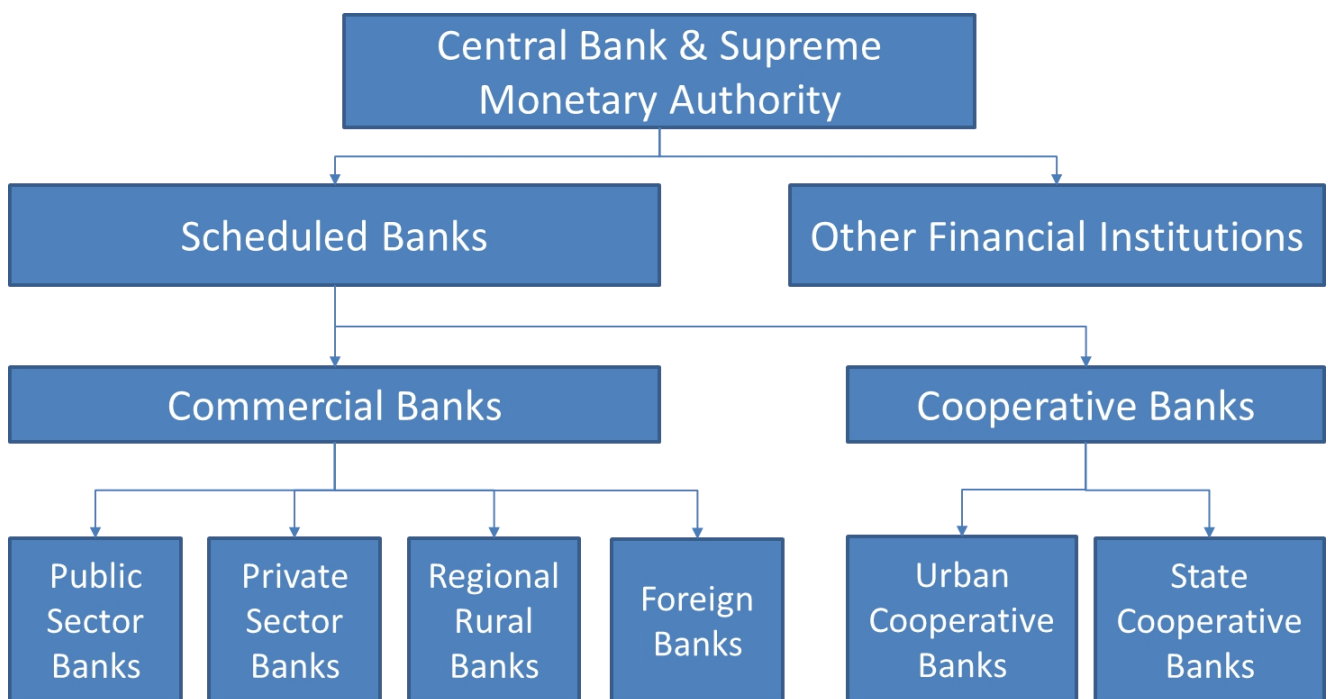 Central Bank & Supreme
Monetary Authority
Scheduled Banks
Other Financial Institutions
Commercial Banks
Cooperative Banks
Public
Sector
Banks
Private
Sector
Banks
Regional
Rural
Banks
Foreign
Banks
Urban
Cooperative
Banks
State
Cooperative
Banks